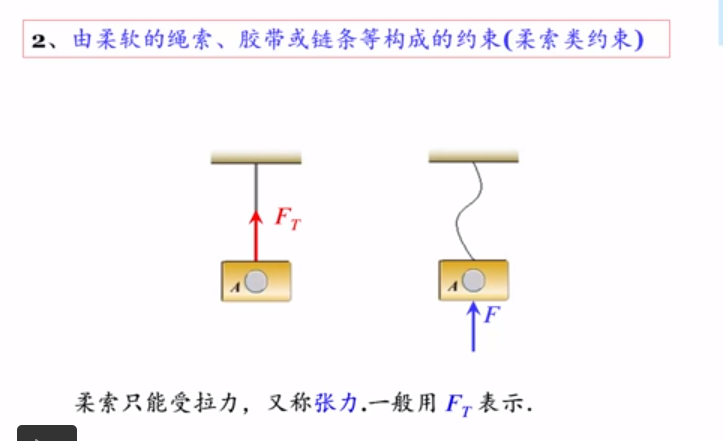 2、由柔软的绳索、胶带或链条等构成的约束(柔索类约束)
F_T
A
A
F
柔索只能受拉力，又称张力.一般用 F_T 表示.